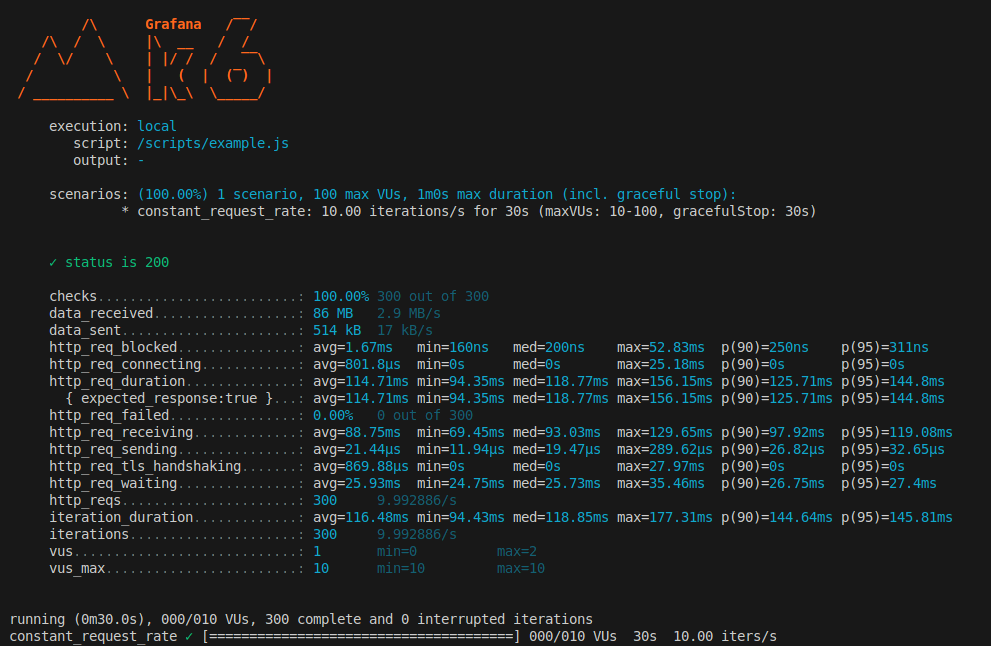 /\      Grafana   /‾‾/
    /\  /  \     |\  __   /  /
   /  \/    \    | |/ /  /   ‾‾\
  /          \   |   (  |  (‾)  |
 / __________ \  |_|\_\  \_____/
     execution: local
        script: /scripts/example.js
        output: -
     scenarios: (100.00%) 1 scenario, 100 max VUs, 1m0s max duration (incl. graceful stop):
              * constant_request_rate: 10.00 iterations/s for 30s (maxVUs: 10-100, gracefulStop: 30s)
     ✓ status is 200
     checks.........................: 100.00% 300 out of 300
     data_received..................: 86 MB   2.9 MB/s
     data_sent......................: 514 kB  17 kB/s
     http_req_blocked...............: avg=1.67ms   min=160ns   med=200ns    max=52.83ms  p(90)=250ns    p(95)=311ns
     http_req_connecting............: avg=801.8µs  min=0s      med=0s       max=25.18ms  p(90)=0s       p(95)=0s
     http_req_duration..............: avg=114.71ms min=94.35ms med=118.77ms max=156.15ms p(90)=125.71ms p(95)=144.8ms
       { expected_response:true }...: avg=114.71ms min=94.35ms med=118.77ms max=156.15ms p(90)=125.71ms p(95)=144.8ms
     http_req_failed................: 0.00%   0 out of 300
     http_req_receiving.............: avg=88.75ms  min=69.45ms med=93.03ms  max=129.65ms p(90)=97.92ms  p(95)=119.08ms
     http_req_sending...............: avg=21.44µs  min=11.94µs med=19.47µs  max=289.62µs p(90)=26.82µs  p(95)=32.65µs
     http_req_tls_handshaking.......: avg=869.88µs min=0s      med=0s       max=27.97ms  p(90)=0s       p(95)=0s
     http_req_waiting...............: avg=25.93ms  min=24.75ms med=25.73ms  max=35.46ms  p(90)=26.75ms  p(95)=27.4ms
     http_reqs......................: 300     9.992886/s
     iteration_duration.............: avg=116.48ms min=94.43ms med=118.85ms max=177.31ms p(90)=144.64ms p(95)=145.81ms
     iterations.....................: 300     9.992886/s
     vus............................: 1       min=0          max=2
     vus_max........................: 10      min=10         max=10
running (0m30.0s), 000/010 VUs, 300 complete and 0 interrupted iterations
constant_request_rate ✓ [======================================] 000/010 VUs  30s  10.00 iters/s